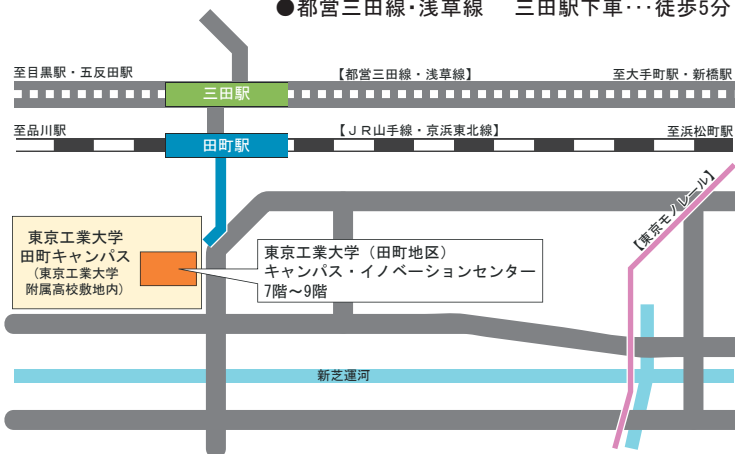 ●都営三田線・浅草線　三田駅下車･･･徒歩5分
至目黒駅・五反田駅
【都営三田線・浅草線】
至大手町駅・新橋駅
三田駅
至品川駅
【ＪＲ山手線・京浜東北線】
至浜松町駅
田町駅
【東京モノレール】
東京工業大学
田町キャンパス
（東京工業大学
附属高校敷地内）
東京工業大学（田町地区）
キャンパス・イノベーションセンター
7階～9階
新芝運河